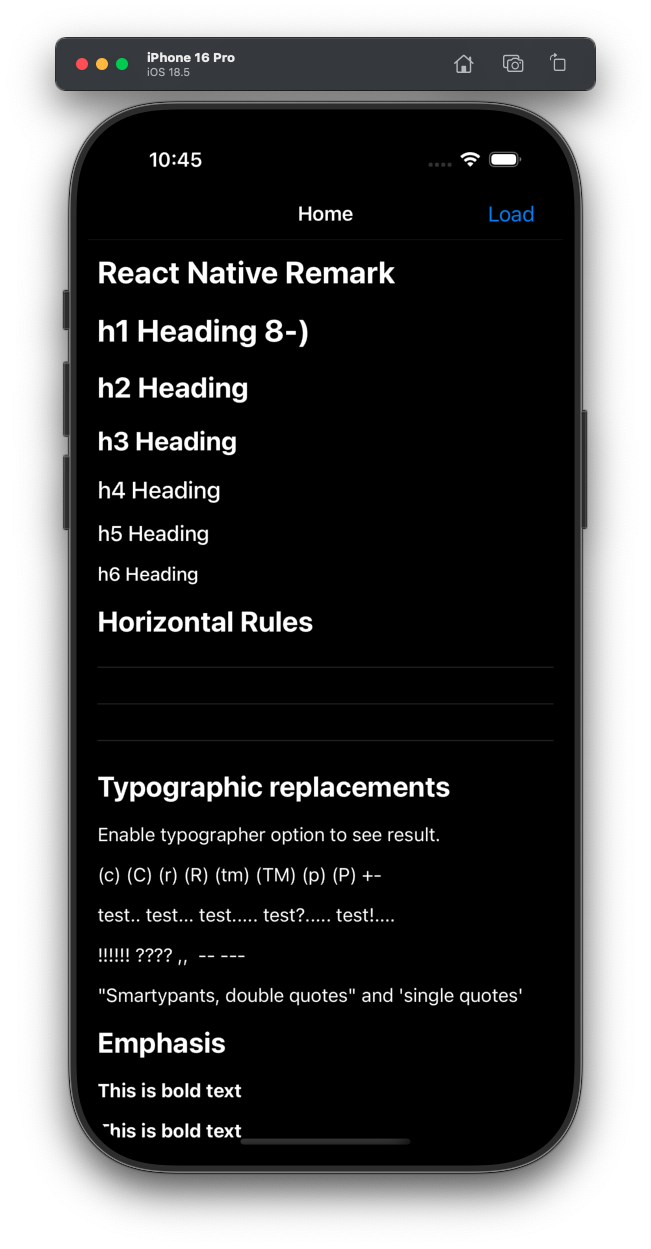 iPhone 16 Pro
iOS 18.5
10:45
Home
Load
React Native Remark
h1 Heading 8-)
h2 Heading
h3 Heading
h4 Heading
h5 Heading
h6 Heading
Horizontal Rules
Typographic replacements
Enable typographer option to see result.
(c) (C) (r) (R) (tm) (TM) (p) (P) +-
test.. test... test..... test?..... test!....
!!!!!! ???? ,,  -- ---
"Smartypants, double quotes" and 'single quotes'
Emphasis
This is bold text
This is bold text